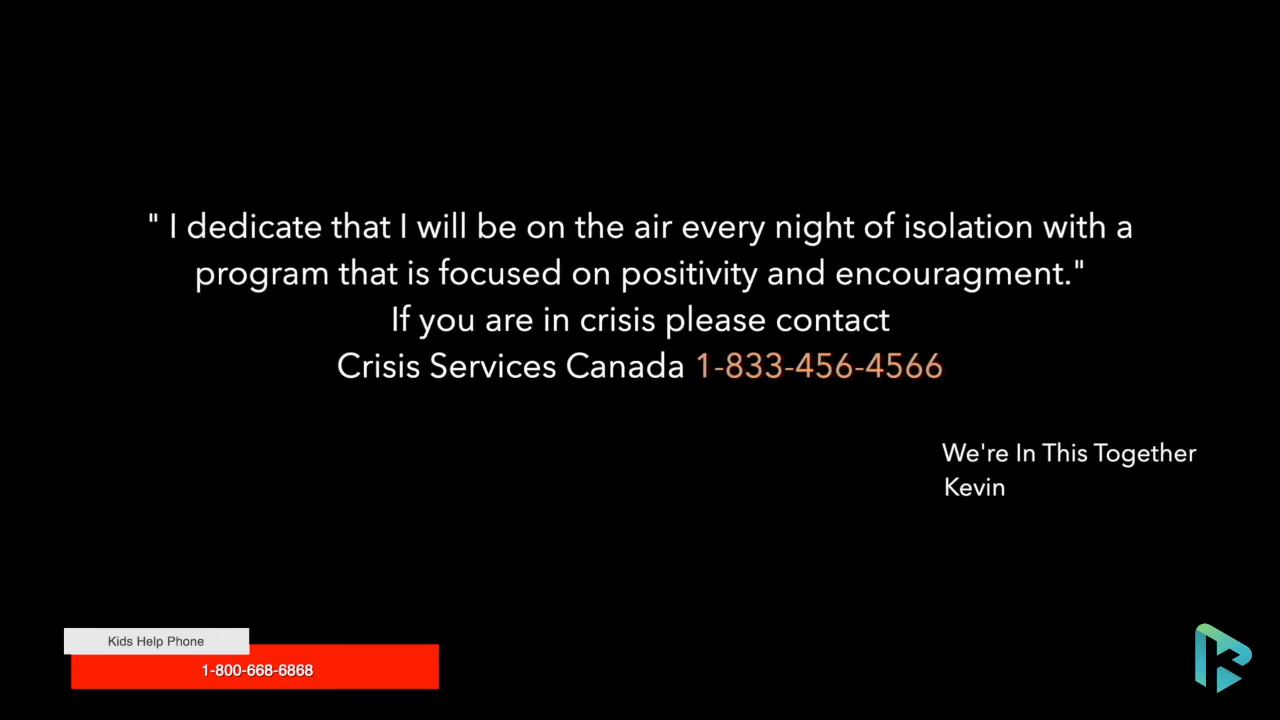 " I dedicate that I will be on the air every night of isolation with a
program that is focused on positivity and encouragment."
If you are in crisis please contact
Crisis Services Canada 1-833-456-4566
We're In This Together
Kevin
Kids Help Phone
1-800-668-6868